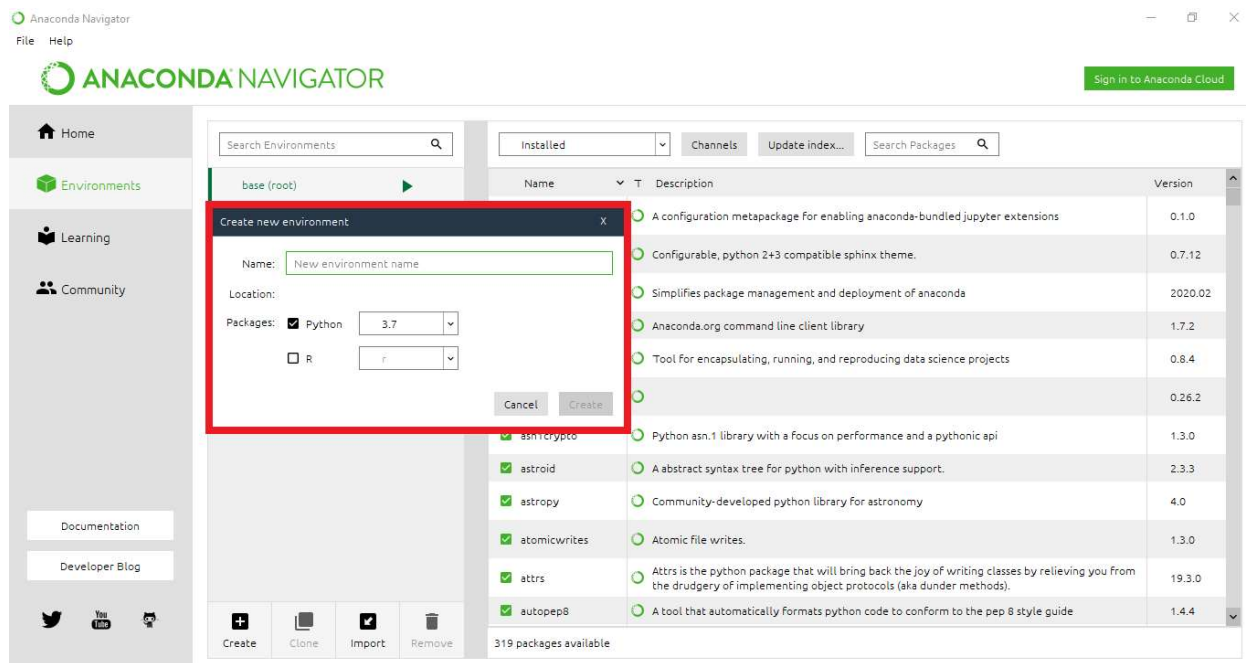 Anaconda Navigator
File Help
ANACONDA NAVIGATOR
Sign in to Anaconda Cloud
Home
Environments
Learning
Community
Documentation
Developer Blog
You
Tube
Search Environments
base (root)
Create new environment X
Name: New environment name
Location:
Packages: Python 3.7
R r
Cancel Create
Create Clone Import Remove
Installed Channels Update index... Search Packages
Name T Description Version
A configuration metapackage for enabling anaconda-bundled jupyter extensions 0.1.0
Configurable, python 2+3 compatible sphinx theme. 0.7.12
Simplifies package management and deployment of anaconda 2020.02
Anaconda.org command line client library 1.7.2
Tool for encapsulating, running, and reproducing data science projects 0.8.4
0.26.2
asn1crypto Python asn.1 library with a focus on performance and a pythonic api 1.3.0
astroid A abstract syntax tree for python with inference support. 2.3.3
astropy Community-developed python library for astronomy 4.0
atomicwrites Atomic file writes. 1.3.0
attrs Attrs is the python package that will bring back the joy of writing classes by relieving you from
the drudgery of implementing object protocols (aka dunder methods). 19.3.0
autopep8 A tool that automatically formats python code to conform to the pep 8 style guide 1.4.4
319 packages available